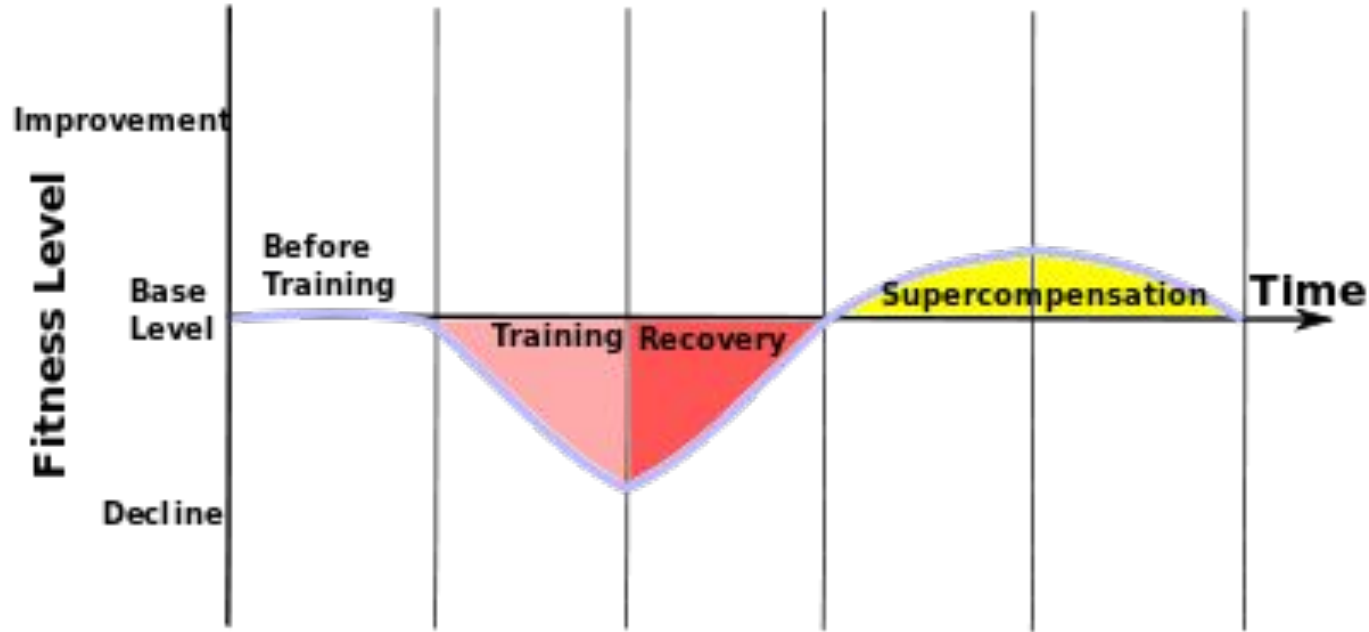 Improvement
Fitness Level
Before
Training
Base
Level
Training
Recovery
Supercompensation
Time
Decline